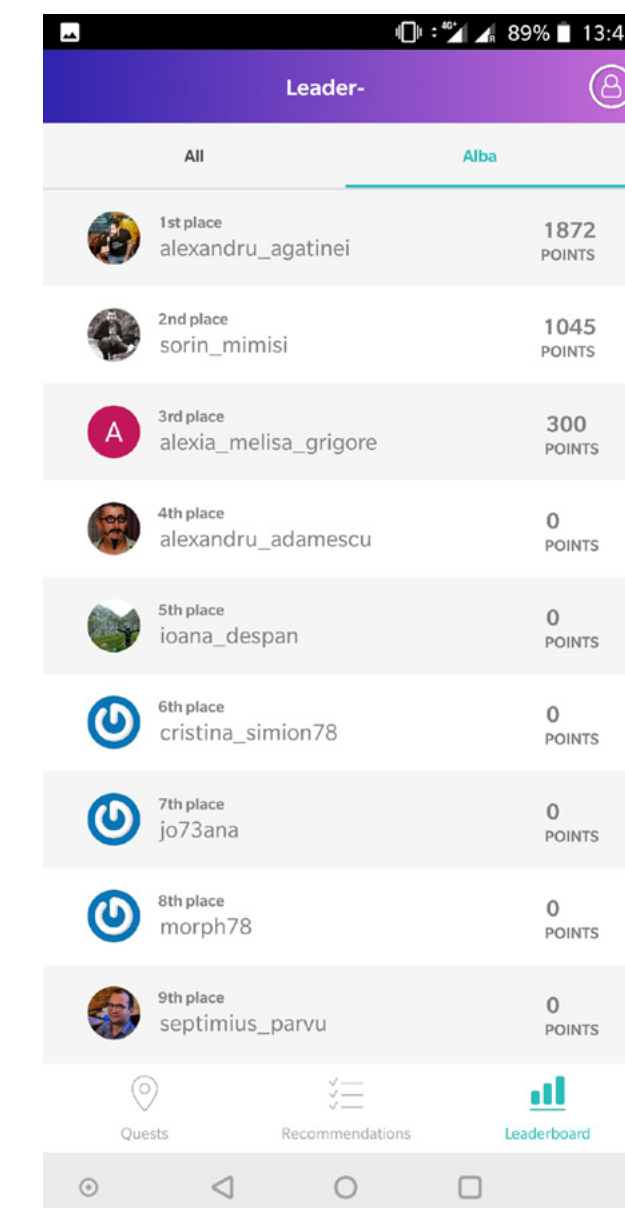 89% 13:4
Leader-
All Alba
1st place
alexandru_agatinei
1872
POINTS
2nd place
sorin_mimisi
1045
POINTS
A
3rd place
alexia_melisa_grigore
300
POINTS
4th place
alexandru_adamescu
0
POINTS
5th place
ioana_despan
0
POINTS
6th place
cristina_simion78
0
POINTS
7th place
jo73ana
0
POINTS
8th place
morph78
0
POINTS
9th place
septimius_parvu
0
POINTS
Quests Recommendations Leaderboard